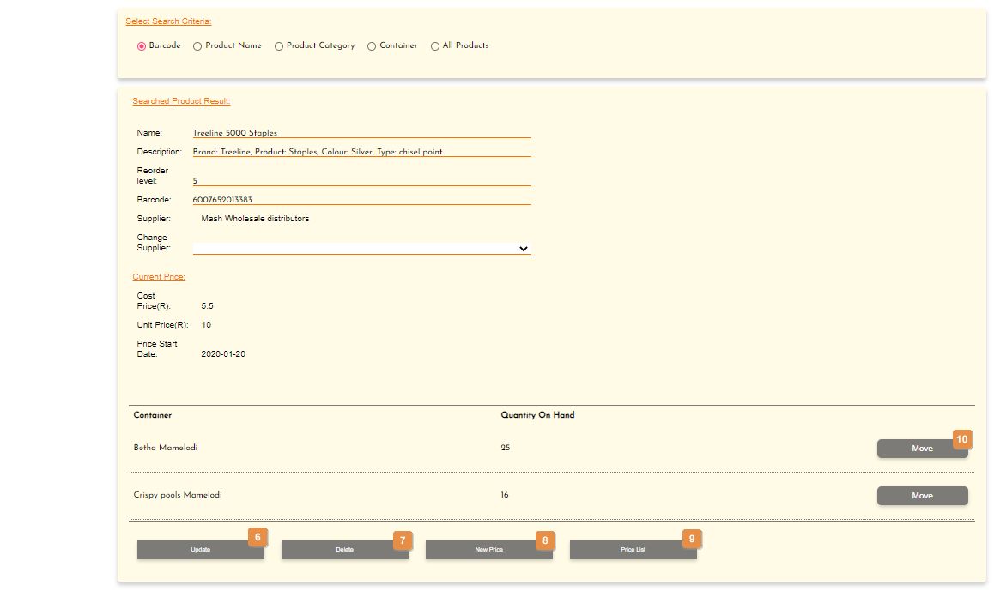 Select Search Criteria:
Barcode Product Name Product Category Container All Products
Searched Product Result:
Name: Treeline 5000 Staples
Description: Brand: Treeline, Product: Staples, Colour: Silver, Type: chisel point
Reorder
level: 5
Barcode: 6007652013383
Supplier: Mash Wholesale distributors
Change
Supplier:
Current Price:
Cost
Price(R): 5.5
Unit Price(R): 10
Price Start
Date: 2020-01-20
Container Quantity On Hand
10
Betha Mamelodi 25 Move
Crispy pools Mamelodi 16 Move
6 7 8 9
Update Delete New Price Price List